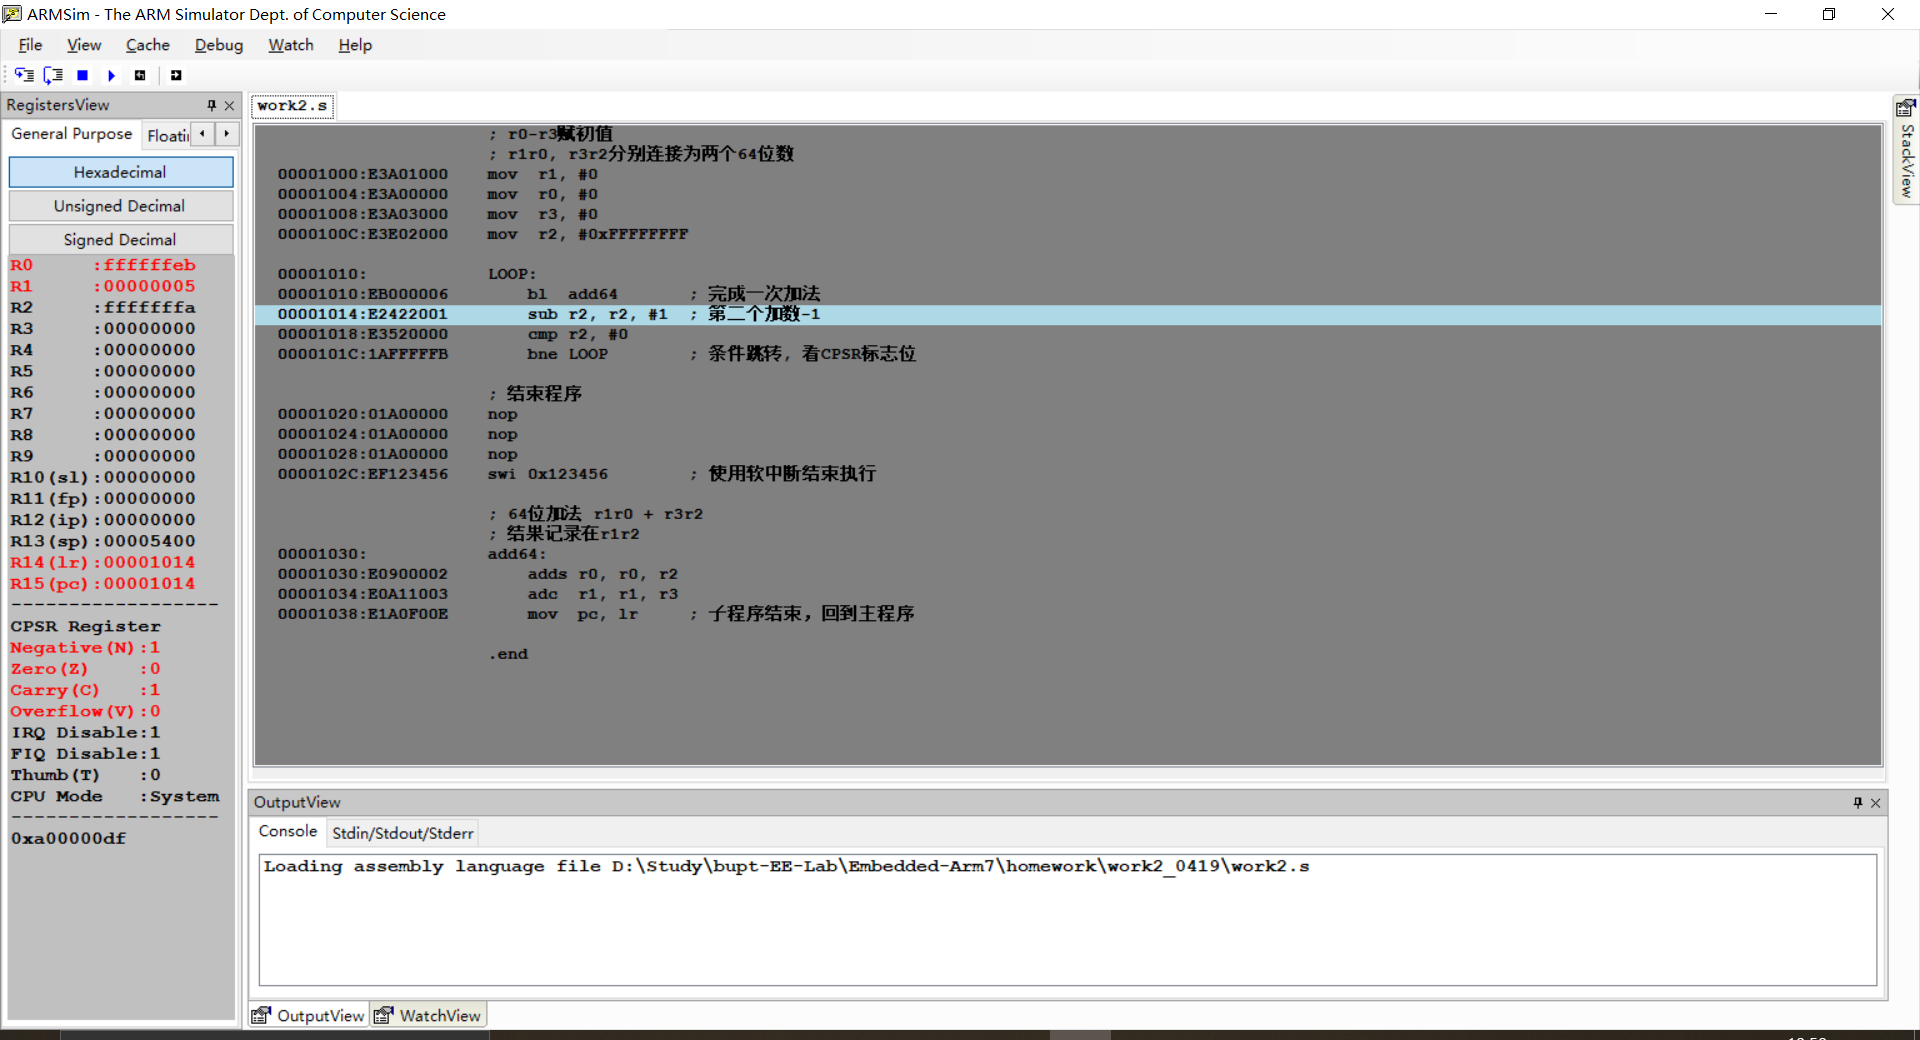 ARMSim - The ARM Simulator Dept. of Computer Science
File View Cache Debug Watch Help
RegistersView
General Purpose Floatin
Hexadecimal
Unsigned Decimal
Signed Decimal
R0 :ffffffeb
R1 :00000005
R2 :fffffffa
R3 :00000000
R4 :00000000
R5 :00000000
R6 :00000000
R7 :00000000
R8 :00000000
R9 :00000000
R10(sl):00000000
R11(fp):00000000
R12(ip):00000000
R13(sp):00005400
R14(lr):00001014
R15(pc):00001014
------------------
CPSR Register
Negative(N):1
Zero(Z) :0
Carry(C) :1
Overflow(V):0
IRQ Disable:1
FIQ Disable:1
Thumb(T) :0
CPU Mode :System
------------------
0xa00000df
work2.s
; r0-r3赋初值
; r1r0, r3r2分别连接为两个64位数
00001000:E3A01000 mov r1, #0
00001004:E3A00000 mov r0, #0
00001008:E3A03000 mov r3, #0
0000100C:E3E02000 mov r2, #0xFFFFFFFF
00001010: LOOP:
00001010:EB000006 bl add64 ; 完成一次加法
00001014:E2422001 sub r2, r2, #1 ; 第二个加数-1
00001018:E3520000 cmp r2, #0
0000101C:1AFFFFFB bne LOOP ; 条件跳转, 看CPSR标志位
; 结束程序
00001020:01A00000 nop
00001024:01A00000 nop
00001028:01A00000 nop
0000102C:EF123456 swi 0x123456 ; 使用软中断结束执行
; 64位加法 r1r0 + r3r2
; 结果记录在r1r2
00001030: add64:
00001030:E0900002 adds r0, r0, r2
00001034:E0A11003 adc r1, r1, r3
00001038:E1A0F00E mov pc, lr ; 子程序结束，回到主程序
.end
StackView
OutputView
Console Stdin/Stdout/Stderr
Loading assembly language file D:\Study\bupt-EE-Lab\Embedded-Arm7\homework\work2_0419\work2.s
OutputView WatchView